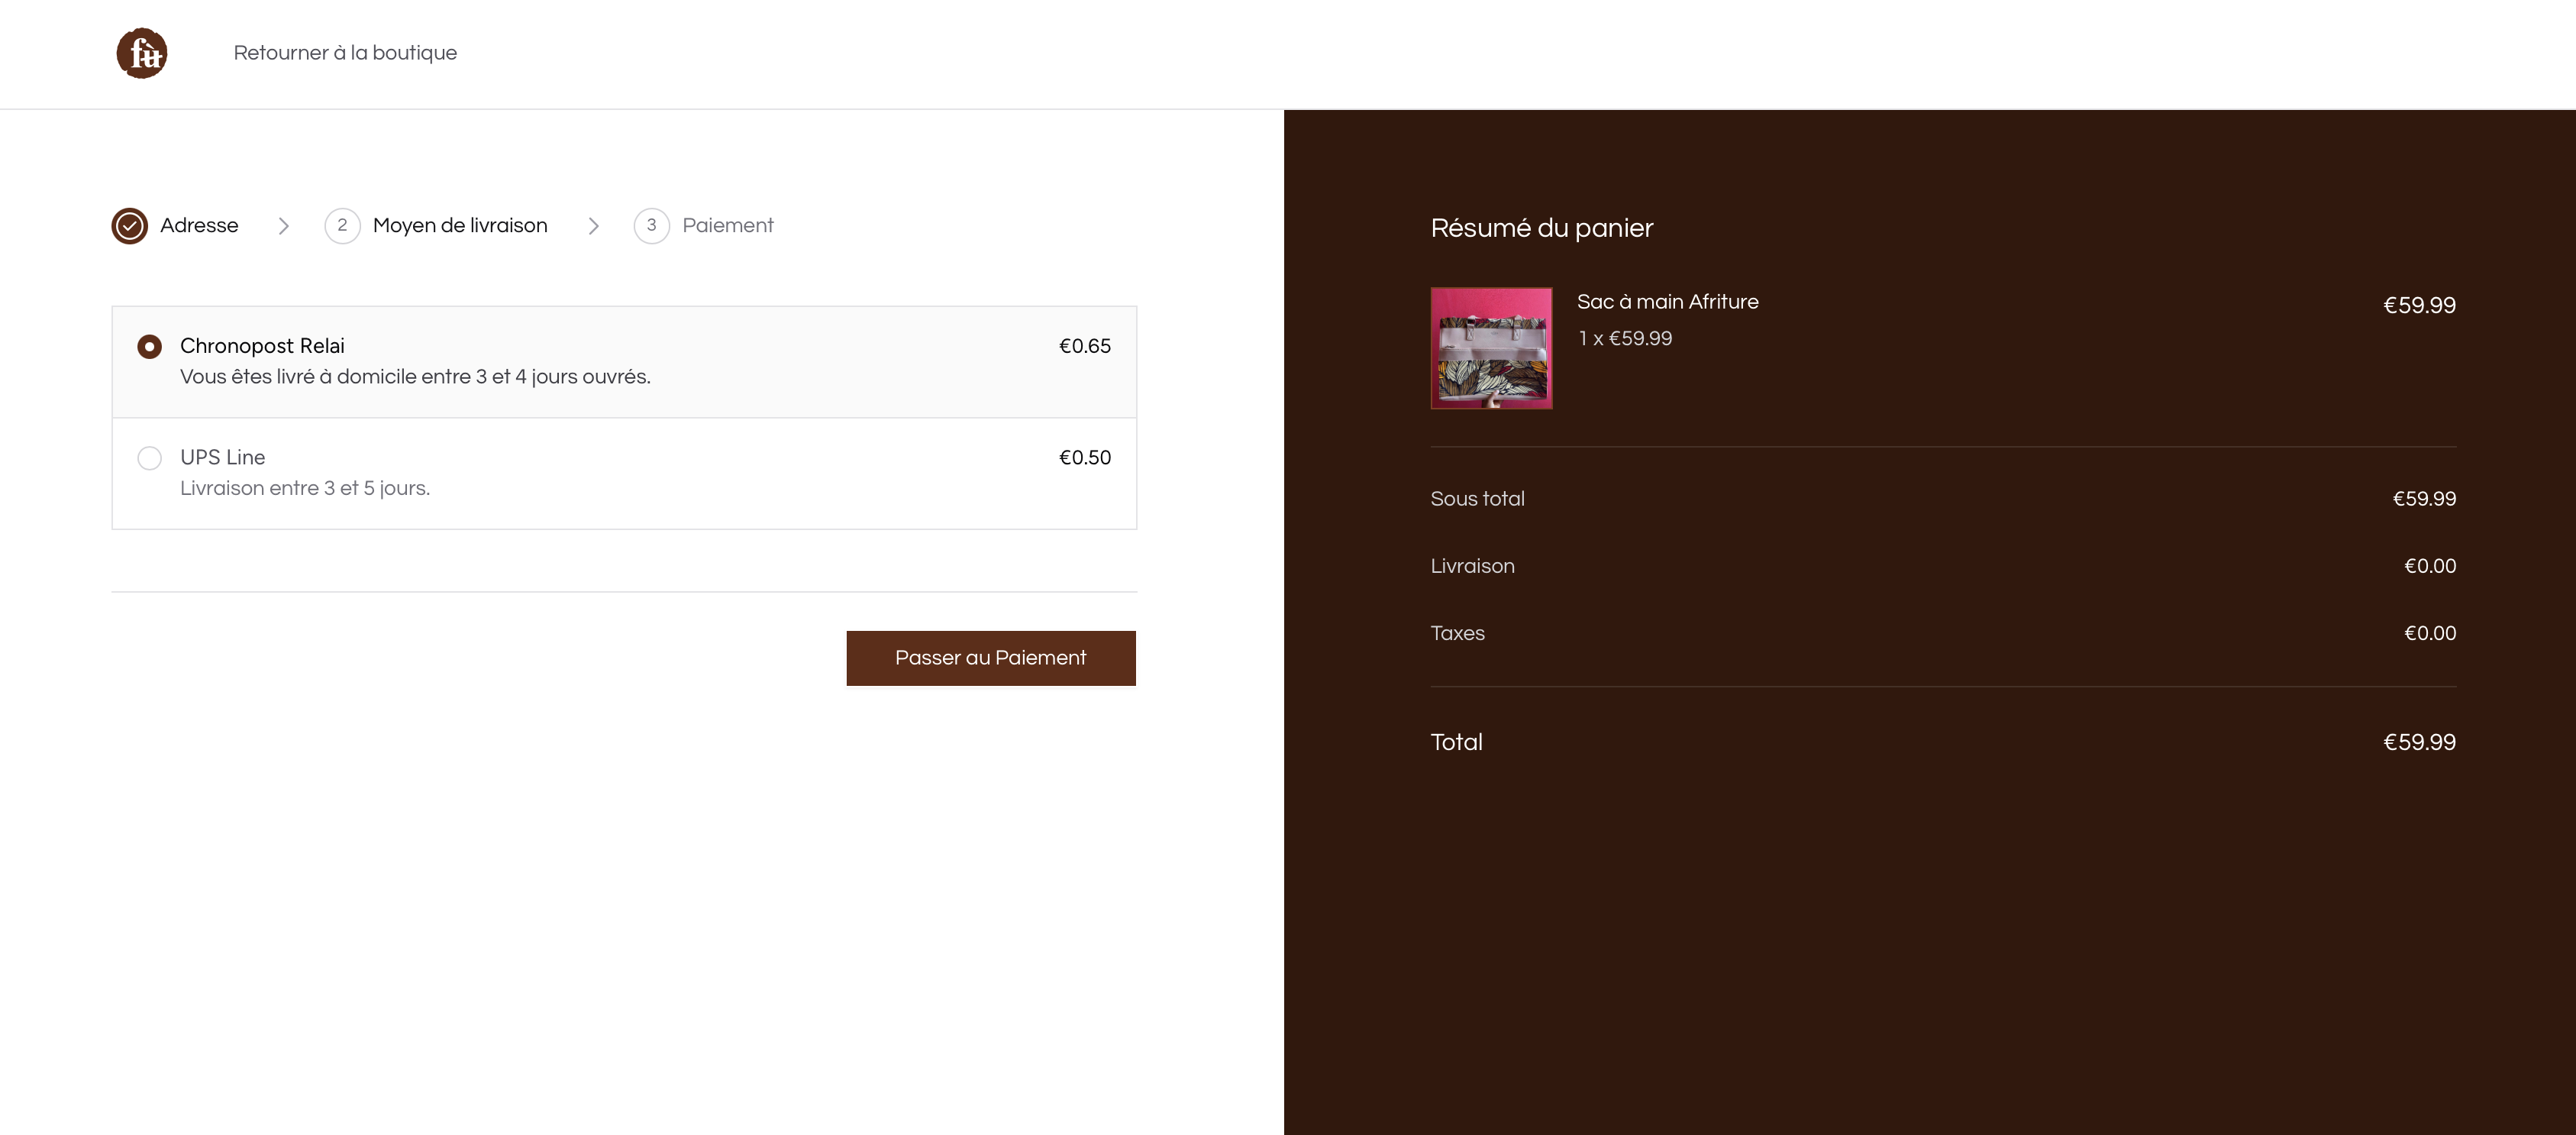 fù
Retourner à la boutique
Adresse
2
Moyen de livraison
3
Paiement
Chronopost Relai
€0.65
Vous êtes livré à domicile entre 3 et 4 jours ouvrés.
UPS Line
€0.50
Livraison entre 3 et 5 jours.
Passer au Paiement
Résumé du panier
Sac à main Afriture
€59.99
1 x €59.99
Sous total
€59.99
Livraison
€0.00
Taxes
€0.00
Total
€59.99